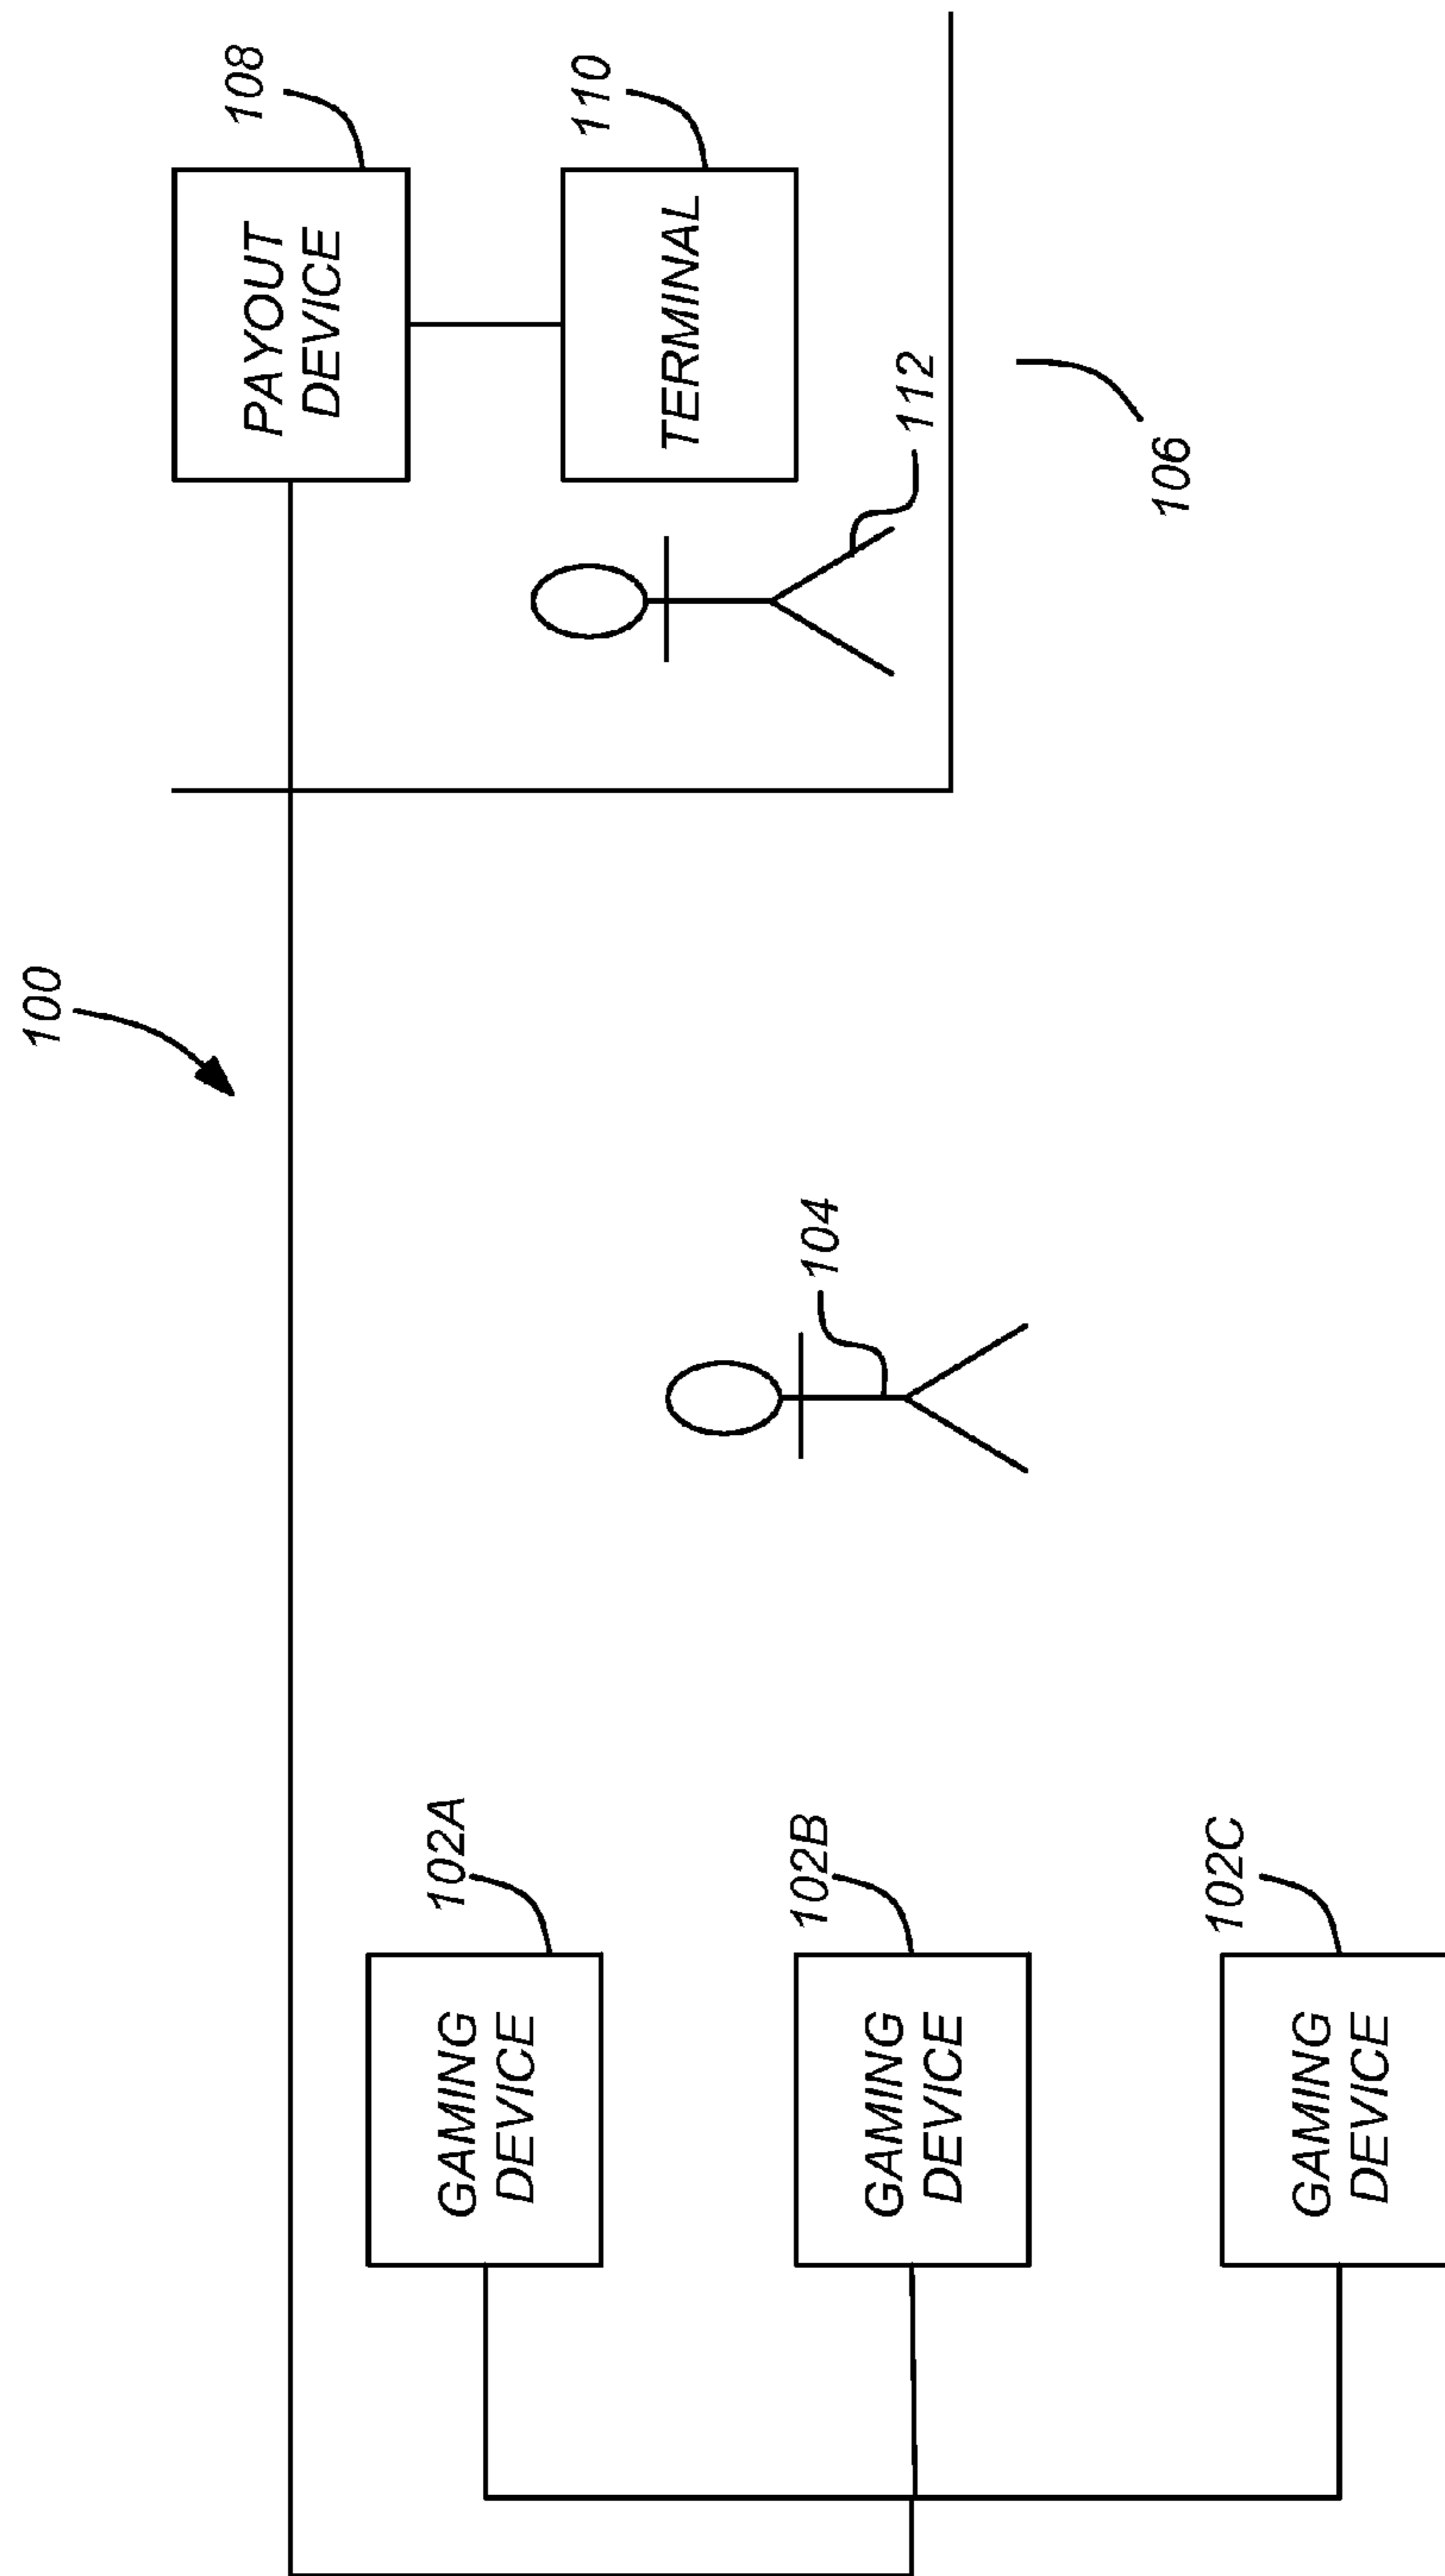 100
102A
GAMING
DEVICE
102B
GAMING
DEVICE
102C
GAMING
DEVICE
104
PAYOUT
DEVICE
108
TERMINAL
110
112
106